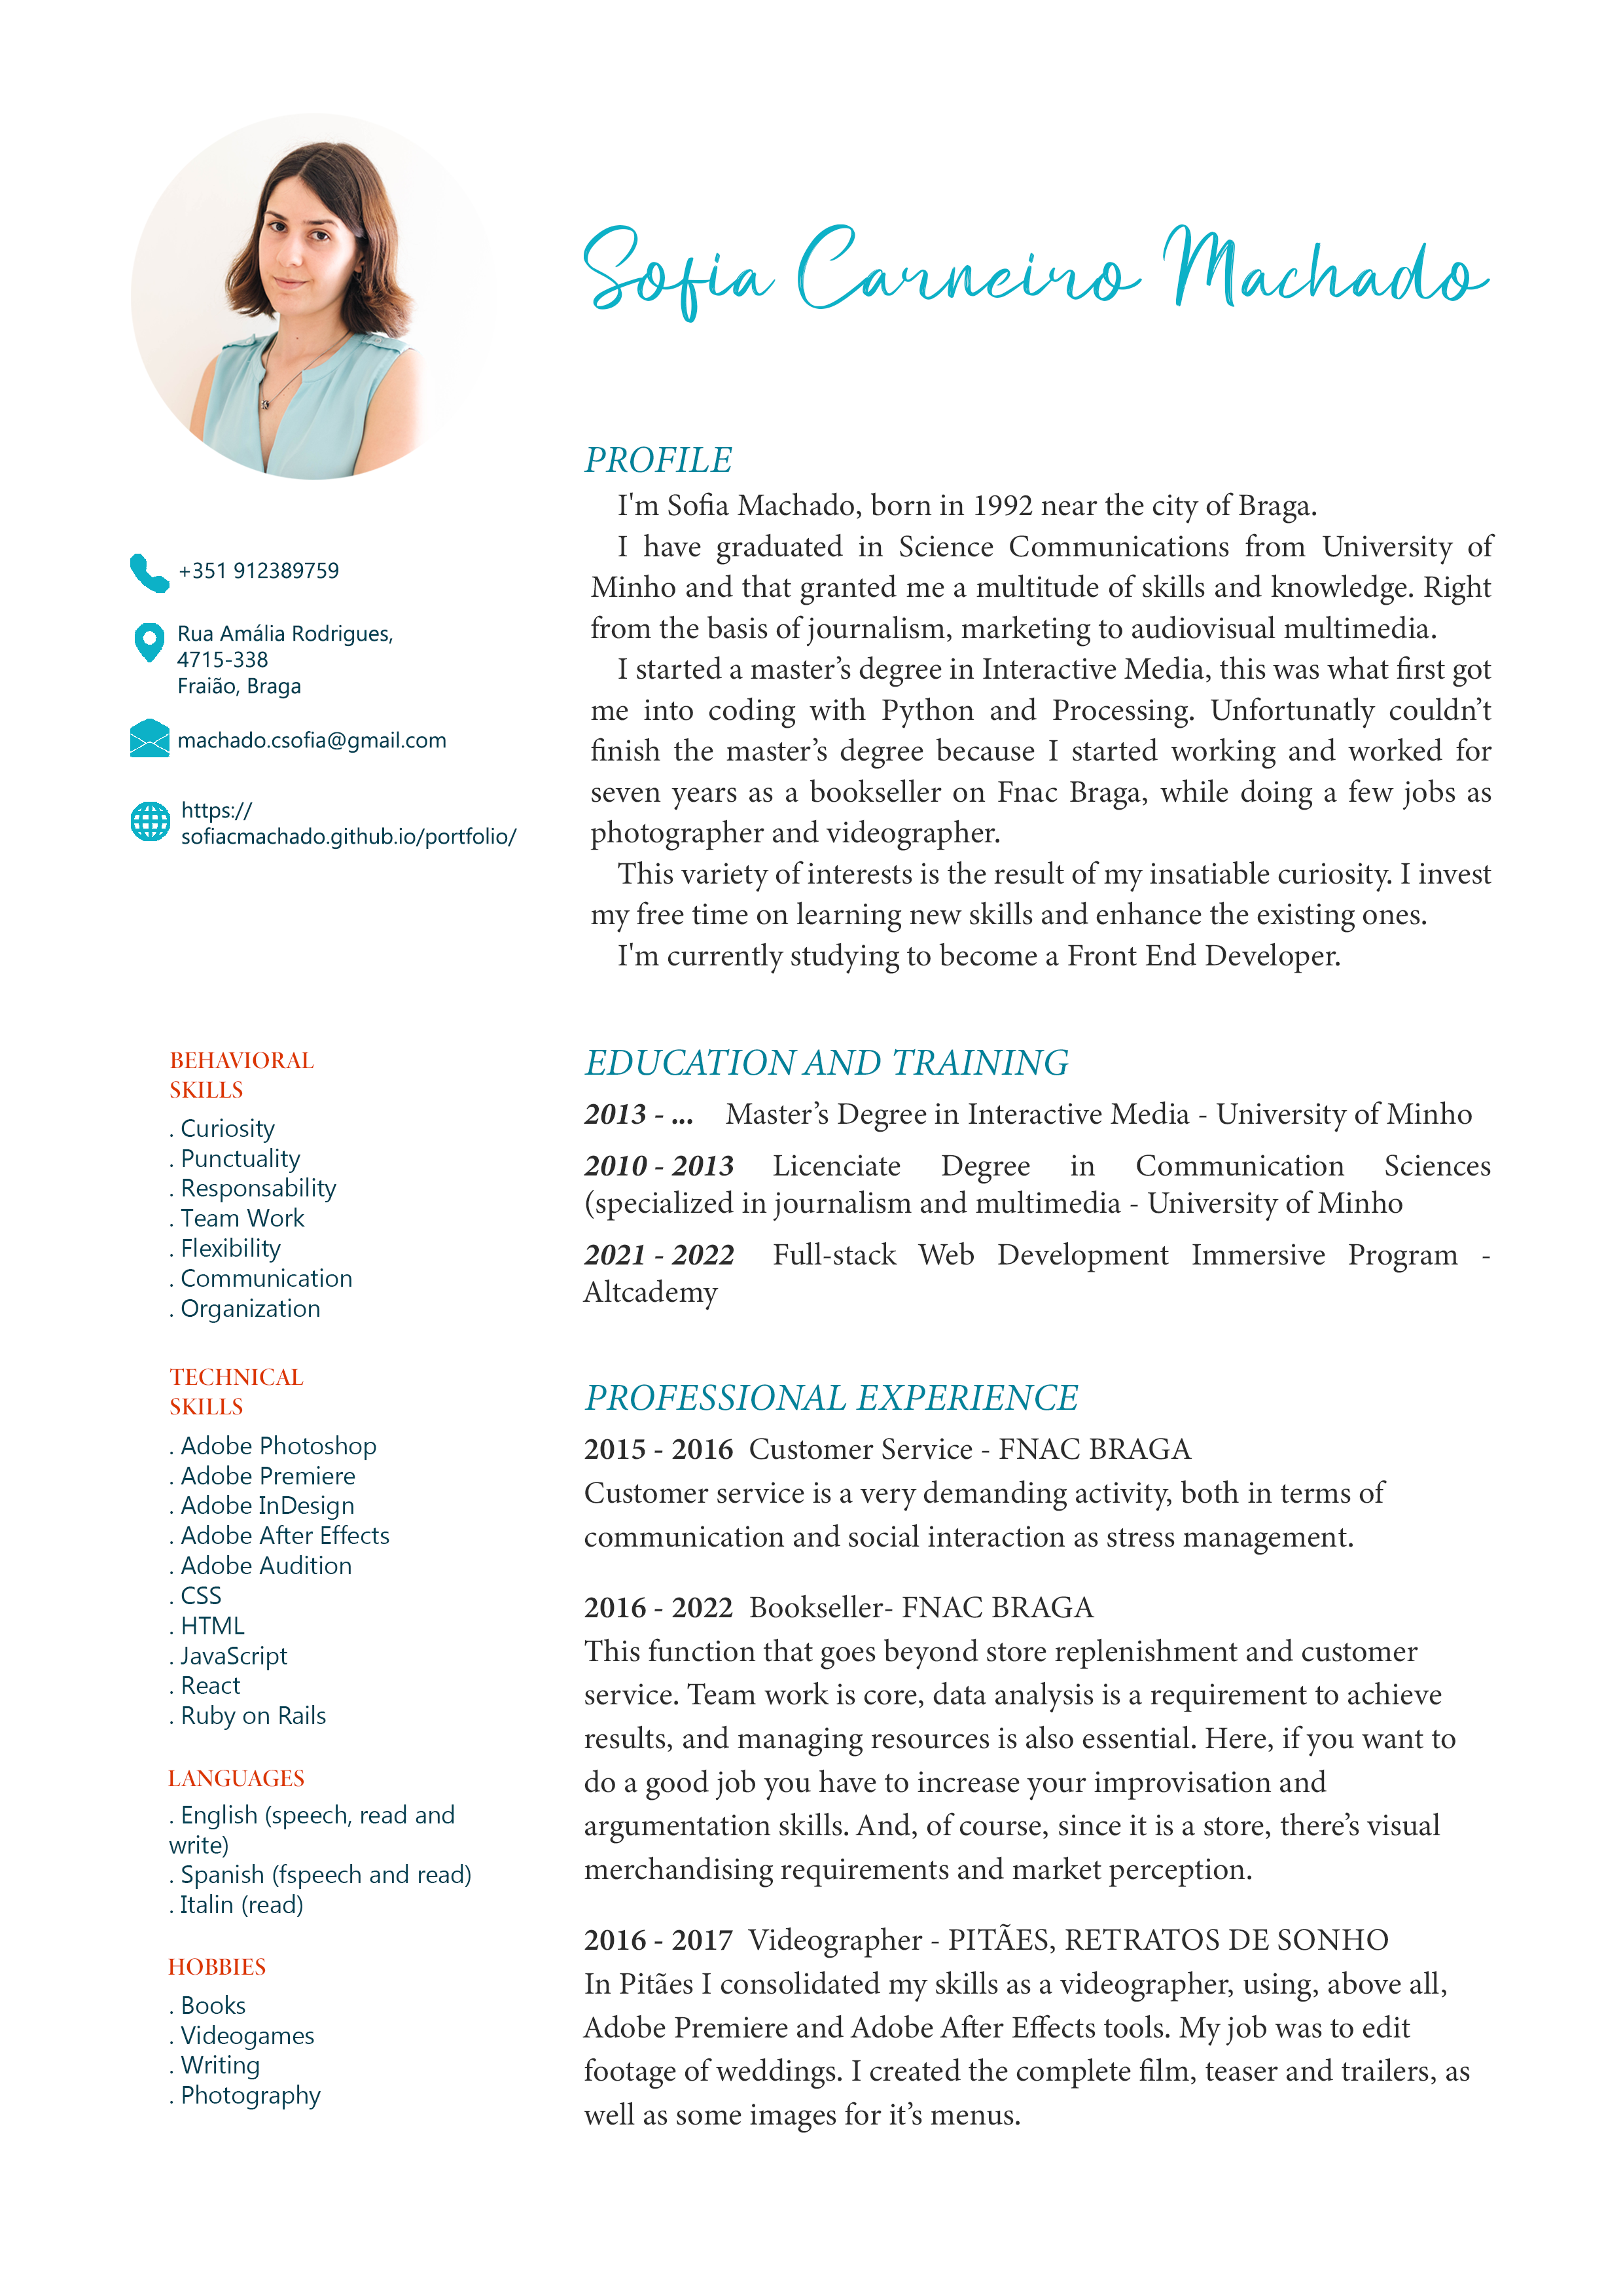 Sofia Carneiro Machado
+351 912389759
Rua Amália Rodrigues,
4715-338
Fraião, Braga
machado.csofia@gmail.com
https://
sofiacmachado.github.io/portfolio/
PROFILE
I'm Sofia Machado, born in 1992 near the city of Braga.
I have graduated in Science Communications from University of
Minho and that granted me a multitude of skills and knowledge. Right
from the basis of journalism, marketing to audiovisual multimedia.
I started a master’s degree in Interactive Media, this was what first got
me into coding with Python and Processing. Unfortunatly couldn’t
finish the master’s degree because I started working and worked for
seven years as a bookseller on Fnac Braga, while doing a few jobs as
photographer and videographer.
This variety of interests is the result of my insatiable curiosity. I invest
my free time on learning new skills and enhance the existing ones.
I'm currently studying to become a Front End Developer.
BEHAVIORAL
SKILLS
. Curiosity
. Punctuality
. Responsability
. Team Work
. Flexibility
. Communication
. Organization
TECHNICAL
SKILLS
. Adobe Photoshop
. Adobe Premiere
. Adobe InDesign
. Adobe After Effects
. Adobe Audition
. CSS
. HTML
. JavaScript
. React
. Ruby on Rails
LANGUAGES
. English (speech, read and
write)
. Spanish (fspeech and read)
. Italin (read)
HOBBIES
. Books
. Videogames
. Writing
. Photography
EDUCATION AND TRAINING
2013 - ... Master’s Degree in Interactive Media - University of Minho
2010 - 2013 Licenciate Degree in Communication Sciences
(specialized in journalism and multimedia - University of Minho
2021 - 2022 Full-stack Web Development Immersive Program -
Altcademy
PROFESSIONAL EXPERIENCE
2015 - 2016 Customer Service - FNAC BRAGA
Customer service is a very demanding activity, both in terms of
communication and social interaction as stress management.
2016 - 2022 Bookseller- FNAC BRAGA
This function that goes beyond store replenishment and customer
service. Team work is core, data analysis is a requirement to achieve
results, and managing resources is also essential. Here, if you want to
do a good job you have to increase your improvisation and
argumentation skills. And, of course, since it is a store, there’s visual
merchandising requirements and market perception.
2016 - 2017 Videographer - PITÃES, RETRATOS DE SONHO
In Pitães I consolidated my skills as a videographer, using, above all,
Adobe Premiere and Adobe After Effects tools. My job was to edit
footage of weddings. I created the complete film, teaser and trailers, as
well as some images for it’s menus.